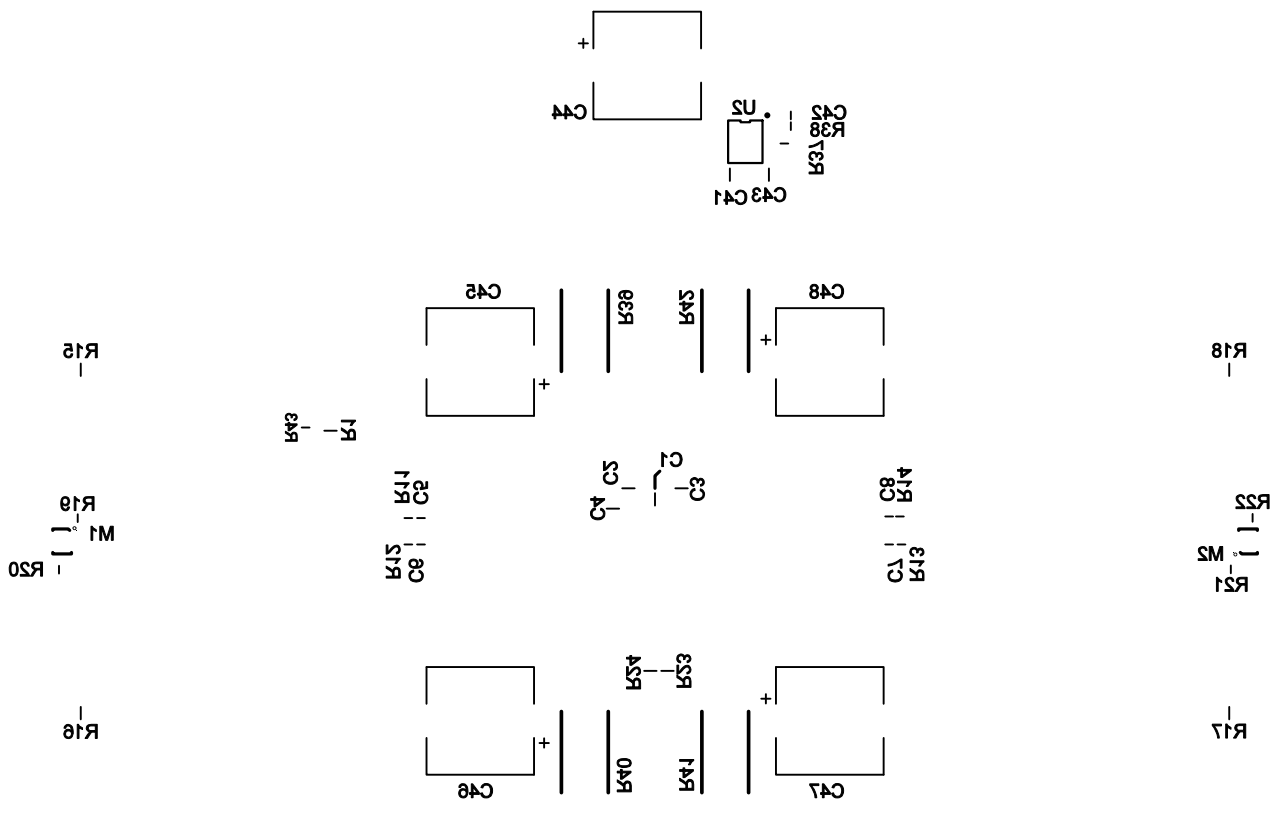 +
C44
U2
C42
R38
R37
C41
C43
C45
R39
R42
C48
R15
+
R18
+
R43
R1
C1
C2
R11
C5
C3
C8
R14
C4
R19
R22
M1
M2
R12
C6
C7
R13
R20
R21
R24
R23
+
R16
R17
+
R40
R41
C46
C47